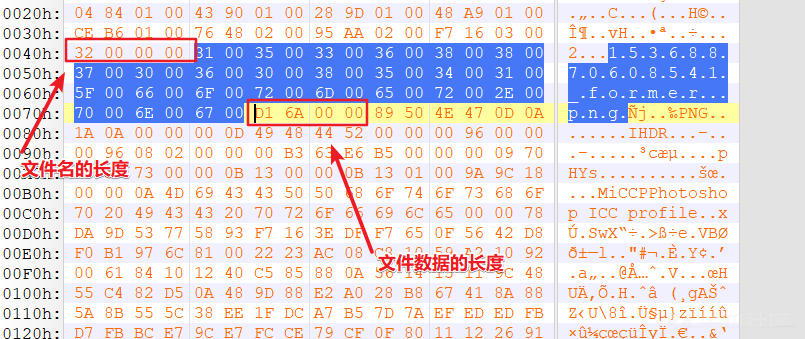 0020h: 04 84 01 00 43 90 01 00 28 9D 01 00 48 A9 01 00 .„..C...(...H©..
0030h: CE B6 01 00 76 48 02 00 95 AA 02 00 F7 16 03 00 Î¶..vH..•ª..÷...
0040h: 32 00 00 00 31 00 35 00 33 00 36 00 38 00 38 00 2...1.5.3.6.8.8.
0050h: 37 00 30 00 36 00 30 00 38 00 35 00 34 00 31 00 7.0.6.0.8.5.4.1.
0060h: 5F 00 66 00 6F 00 72 00 6D 00 65 00 72 00 2E 00 _.f.o.r.m.e.r...
0070h: 70 00 6E 00 67 00 D1 6A 00 00 89 50 4E 47 0D 0A p.n.g.Ñj..‰PNG..
0080h: 1A 0A 00 00 00 0D 49 48 44 52 00 00 00 96 00 00 ......IHDR...–..
0090h: 00 96 08 02 00 00 00 B3 63 E6 B5 00 00 00 09 70 .–.....³cæµ....p
文件名的长度
73 00 00 0B 13 00 00 0B 13 01 00 9A 9C 18 HYs..........šœ.
00B0h: 00 00 0A 4D 69 43 43 50 50 68 6F 74 6F 73 68 6F ...MiCCPPhotosho
00C0h: 70 20 49 43 43 20 70 72 6F 66 69 6C 65 00 00 78 p ICC profile..x
00D0h: DA 9D 53 77 58 93 F7 16 3E DF F7 65 0F 56 42 D8 Ú.SwX“÷.>ß÷e.VBØ
00E0h: F0 B1 97 6C 81 00 22 23 AC 08 C8 10 59 A2 10 92 ð±—l.."#¬.È.Y¢.’
文件数据的长度
00F0h: 00 61 84 10 12 40 C5 85 88 0A 48 .a„..@Å…ˆ.V...œH
0100h: 55 C4 82 D5 0A 48 9D 88 E2 A0 28 B8 67 41 8A 88 UÄ‚Õ.H.ˆâ (¸gAŠˆ
0110h: 5A 8B 55 5C 38 EE 1F DC A7 B5 7D 7A EF ED ED FB Z‹U\8î.Ü§µ}zïííû
0120h: D7 FB BC E7 9C E7 FC CE 79 CF 0F 80 11 12 26 91 ×û¼çœçüÎyÏ.€..&‘